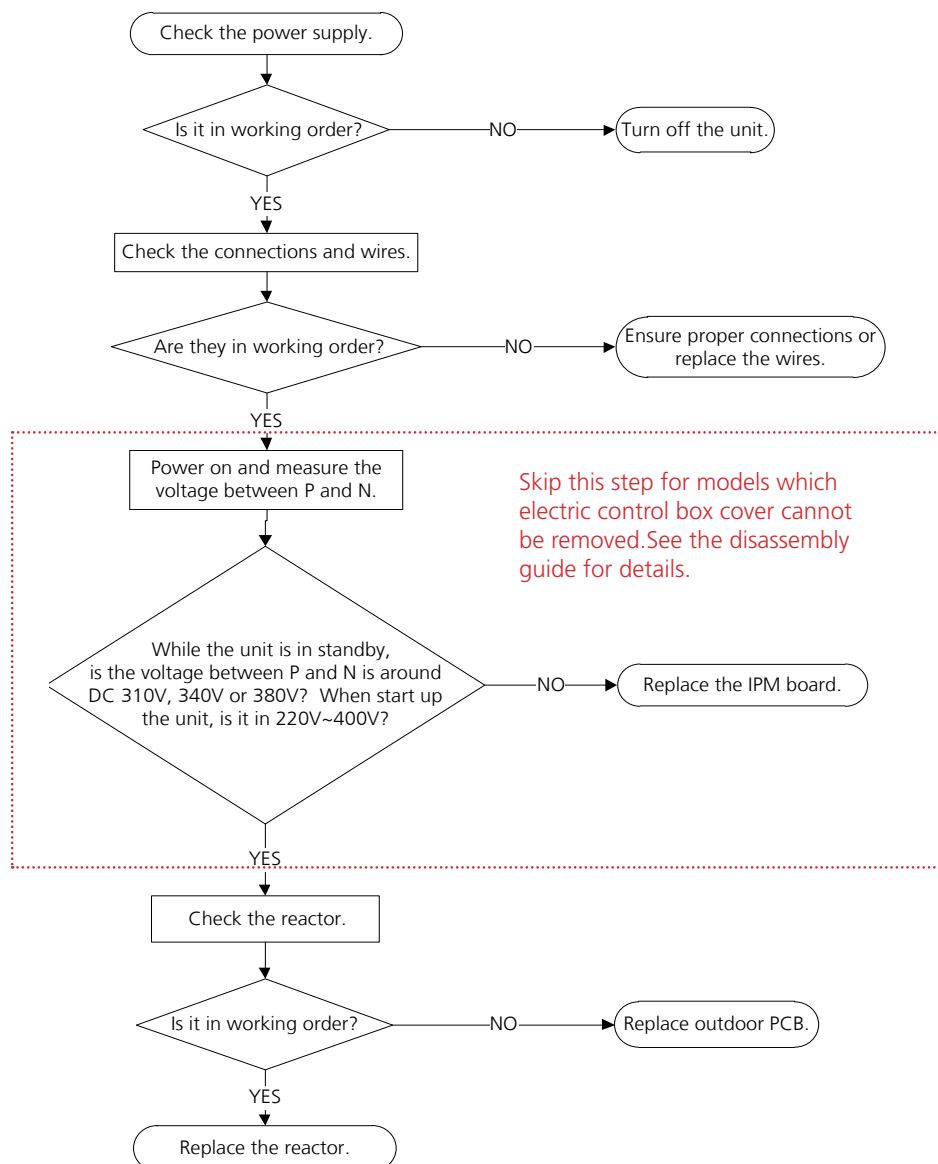 Check the power supply.
Is it in working order?
NO
Turn off the unit.
YES
Check the connections and wires.
Are they in working order?
NO
Ensure proper connections or
replace the wires.
YES
Power on and measure the
voltage between P and N.
Skip this step for models which
electric control box cover cannot
be removed.See the disassembly
guide for details.
While the unit is in standby,
is the voltage between P and N is around
DC 310V, 340V or 380V? When start up
the unit, is it in 220V~400V?
NO
Replace the IPM board.
YES
Check the reactor.
Is it in working order?
NO
Replace outdoor PCB.
YES
Replace the reactor.